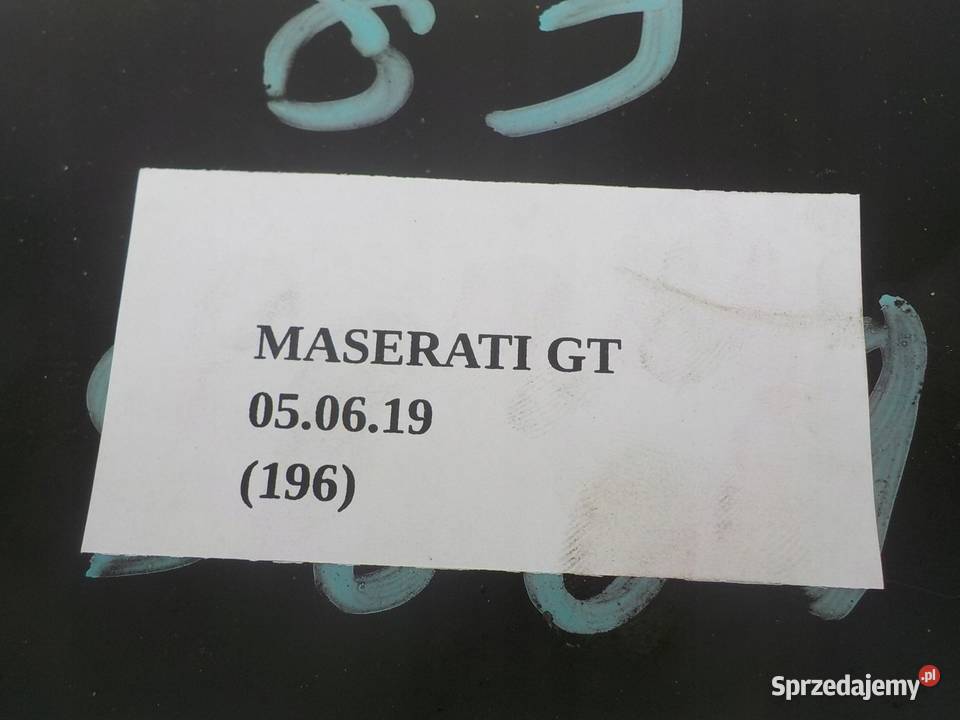 MASERATI GT
05.06.19
(196)
Sprzedajemy.pl